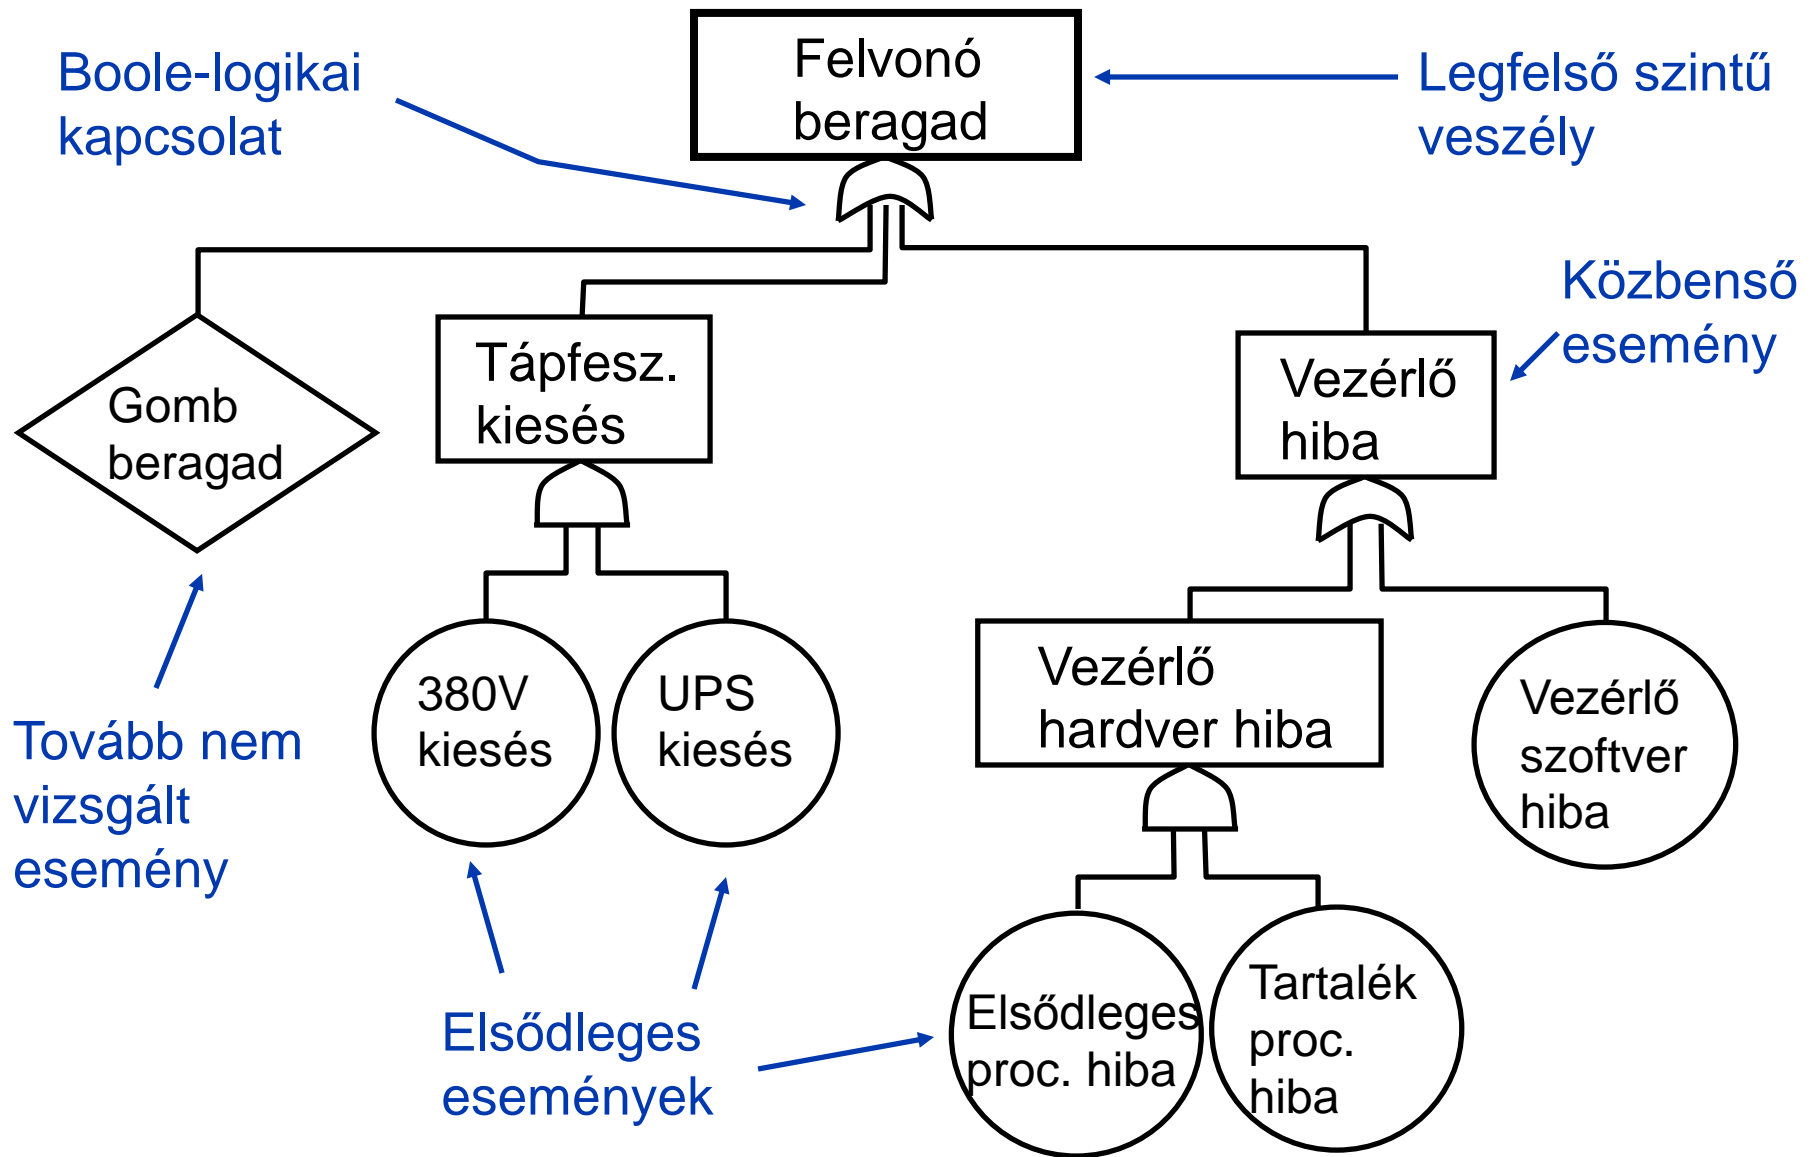 Boole-logikai
kapcsolat
Felvonó
beragad
Legfelső szintű
veszély
Közbenső
esemény
Gomb
beragad
Tápfesz.
kiesés
Vezérlő
hiba
Tovább nem
vizsgált
esemény
380V
kiesés
UPS
kiesés
Vezérlő
hardver hiba
Vezérlő
szoftver
hiba
Elsődleges
események
Elsődleges
proc. hiba
Tartalék
proc.
hiba